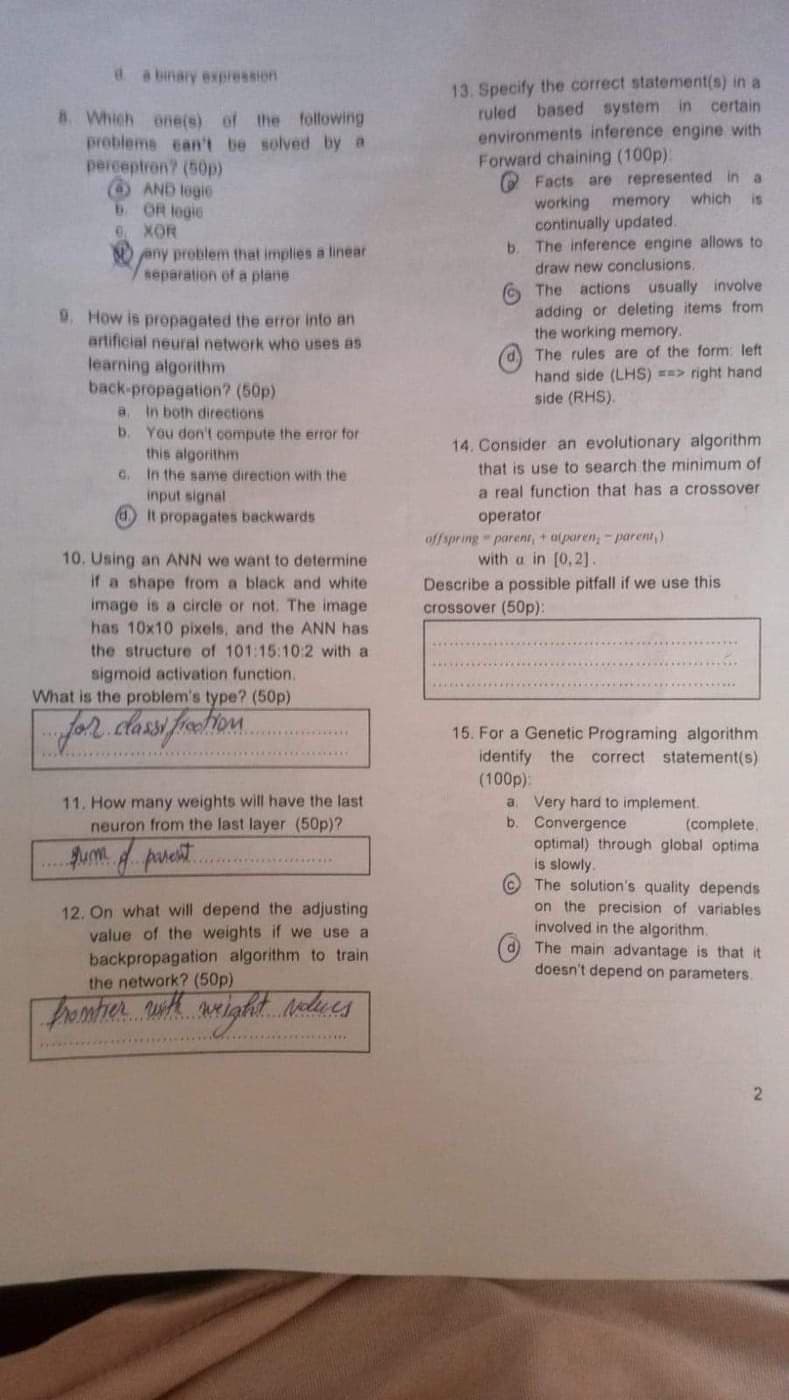 d. a binary expression
8. Which one(s) of the following
problems can't be solved by a
perceptron? (50p)
a. AND logic
b. OR logic
c. XOR
d. any problem that implies a linear
separation of a plane
9. How is propagated the error into an
artificial neural network who uses as
learning algorithm
back-propagation? (50p)
a. In both directions
b. You don't compute the error for
this algorithm
c. In the same direction with the
input signal
d. It propagates backwards
10. Using an ANN we want to determine
if a shape from a black and white
image is a circle or not. The image
has 10x10 pixels, and the ANN has
the structure of 101:15:10:2 with a
sigmoid activation function.
What is the problem's type? (50p)
for classification
11. How many weights will have the last
neuron from the last layer (50p)?
sum of parent
12. On what will depend the adjusting
value of the weights if we use a
backpropagation algorithm to train
the network? (50p)
with weight values
13. Specify the correct statement(s) in a
ruled based system in certain
environments inference engine with
Forward chaining (100p):
a. Facts are represented in a
working memory which is
continually updated.
b. The inference engine allows to
draw new conclusions.
c. The actions usually involve
adding or deleting items from
the working memory.
d. The rules are of the form: left
hand side (LHS) ==> right hand
side (RHS).
14. Consider an evolutionary algorithm
that is use to search the minimum of
a real function that has a crossover
operator
offspring = parent₁ + α(paren₂ − parent₁)
with α in [0,2].
Describe a possible pitfall if we use this
crossover (50p):
15. For a Genetic Programing algorithm
identify the correct statement(s)
(100p):
a. Very hard to implement.
b. Convergence (complete,
optimal) through global optima
is slowly.
c. The solution's quality depends
on the precision of variables
involved in the algorithm.
d. The main advantage is that it
doesn't depend on parameters.
2